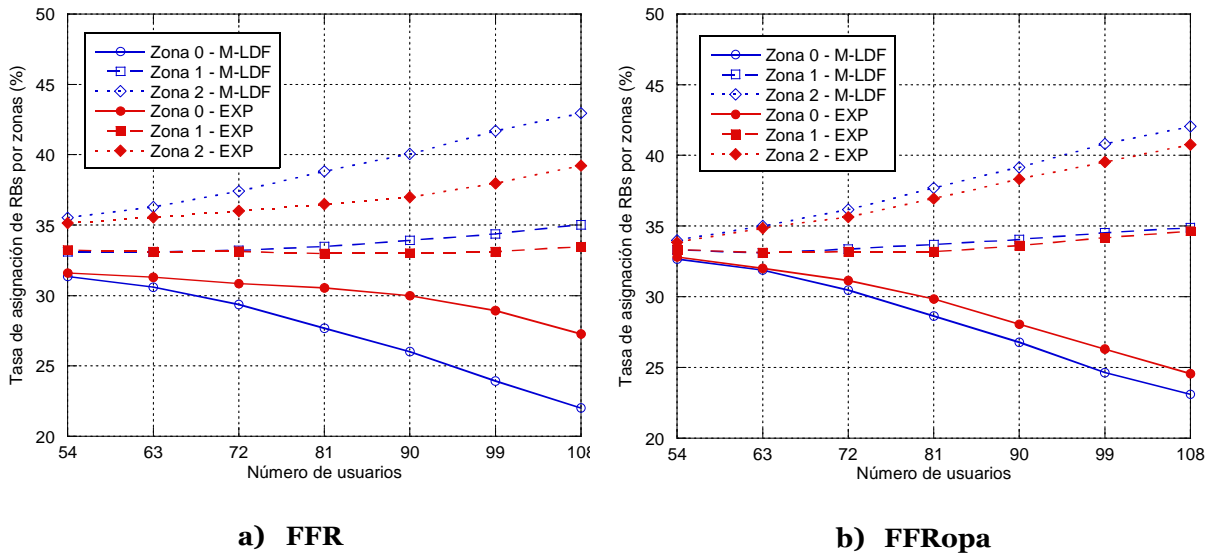 50
45
40
35
30
25
20
Tasa de asignación de RBs por zonas (%)
Zona 0 - M-LDF
Zona 1 - M-LDF
Zona 2 - M-LDF
Zona 0 - EXP
Zona 1 - EXP
Zona 2 - EXP
54 63 72 81 90 99 108
Número de usuarios
a) FFR
50
45
40
35
30
25
20
Tasa de asignación de RBs por zonas (%)
Zona 0 - M-LDF
Zona 1 - M-LDF
Zona 2 - M-LDF
Zona 0 - EXP
Zona 1 - EXP
Zona 2 - EXP
54 63 72 81 90 99 108
Número de usuarios
b) FFRopa